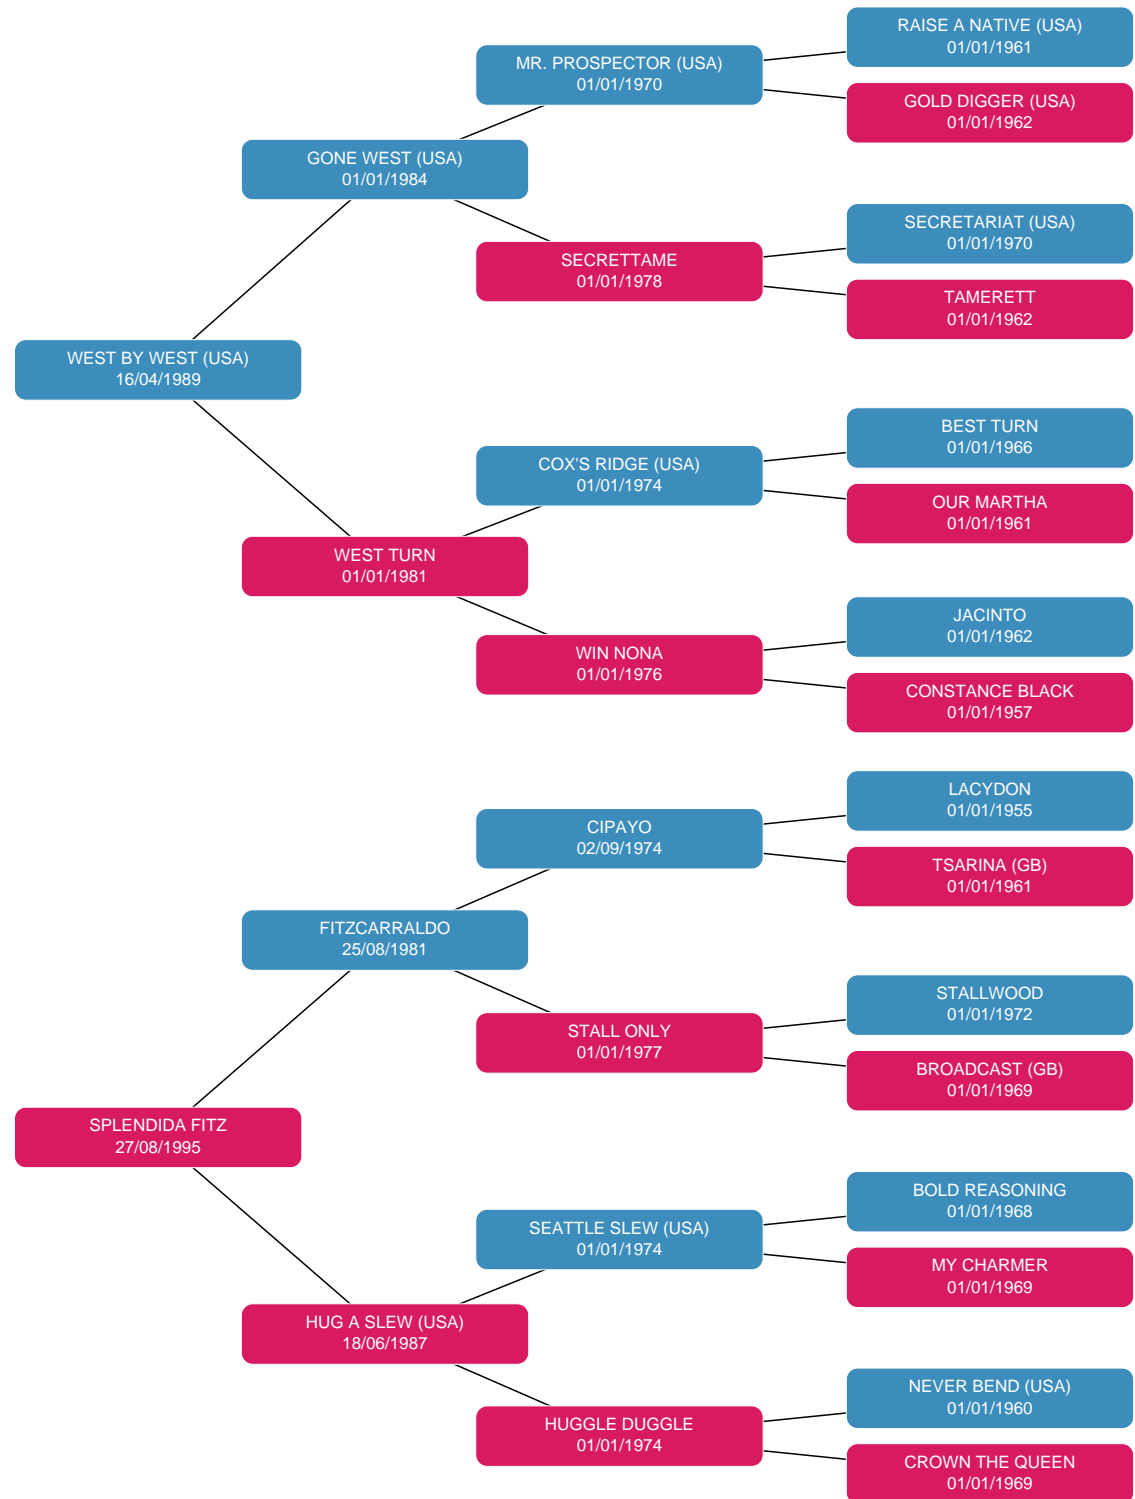 RAISE A NATIVE (USA)
01/01/1961
MR. PROSPECTOR (USA)
01/01/1970
GOLD DIGGER (USA)
01/01/1962
GONE WEST (USA)
01/01/1984
SECRETARIAT (USA)
01/01/1970
SECRETTAME
01/01/1978
TAMERETT
01/01/1962
WEST BY WEST (USA)
16/04/1989
BEST TURN
01/01/1966
COX'S RIDGE (USA)
01/01/1974
OUR MARTHA
01/01/1961
WEST TURN
01/01/1981
JACINTO
01/01/1962
WIN NONA
01/01/1976
CONSTANCE BLACK
01/01/1957
LACYDON
01/01/1955
CIPAYO
02/09/1974
TSARINA (GB)
01/01/1961
FITZCARRALDO
25/08/1981
STALLWOOD
01/01/1972
STALL ONLY
01/01/1977
BROADCAST (GB)
01/01/1969
SPLENDIDA FITZ
27/08/1995
BOLD REASONING
01/01/1968
SEATTLE SLEW (USA)
01/01/1974
MY CHARMER
01/01/1969
HUG A SLEW (USA)
18/06/1987
NEVER BEND (USA)
01/01/1960
HUGGLE DUGGLE
01/01/1974
CROWN THE QUEEN
01/01/1969